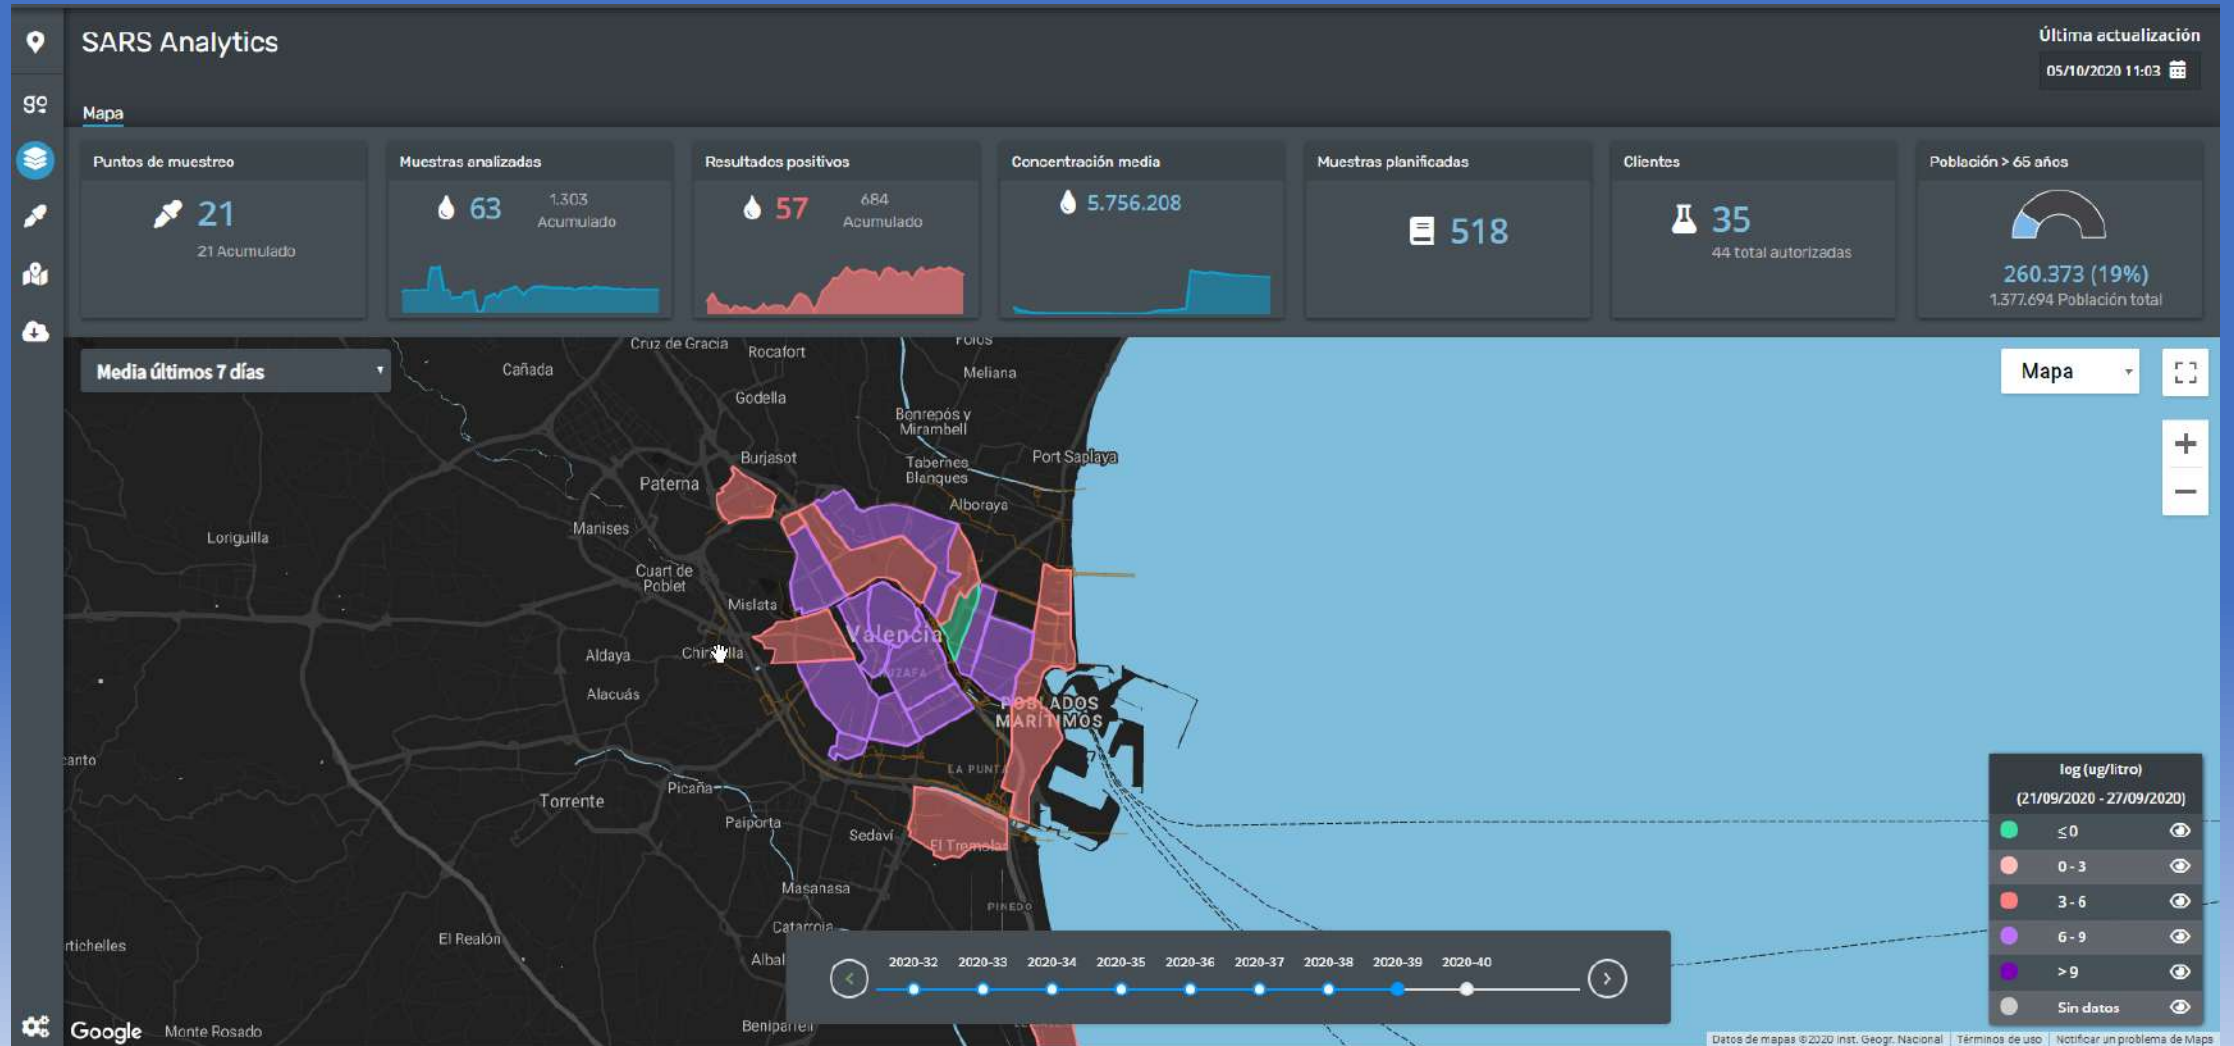 SARS Analytics
Última actualización
05/10/2020 11:03
Mapa
Puntos de muestreo
21
21 Acumulado
Muestras analizadas
63
1.303
Acumulado
Resultados positivos
57
684
Acumulado
Concentración media
5.756.208
Muestras planificadas
518
Clientes
35
44 total autorizadas
Población > 65 años
260.373 (19%)
1.377.694 Población total
Media últimos 7 días
Mapa
Cruz de Gracia
Rocafort
Cañada
Meliana
Godella
Bonrepós y
Mirambell
Burjasot
Tabernes
Blanques
Port Saplaya
Paterna
Alboraya
Manises
Loriguilla
Cuart de
Poblet
Mislata
Valencia
Aldaya
Alacuás
POBLADOS
MARÍTIMOS
LA PUNTA
Picaña
Torrente
Paiporta
Sedaví
El Tremolar
Masanasa
PINEDO
Catarroja
El Realón
Monte Rosado
Google
log (ug/litro)
(21/09/2020 - 27/09/2020)
≤0
0 - 3
3 - 6
6 - 9
> 9
Sin datos
2020-32 2020-33 2020-34 2020-35 2020-36 2020-37 2020-38 2020-39 2020-40
Datos de mapas ©2020 Inst. Geogr. Nacional Términos de uso Notificar un problema de Maps